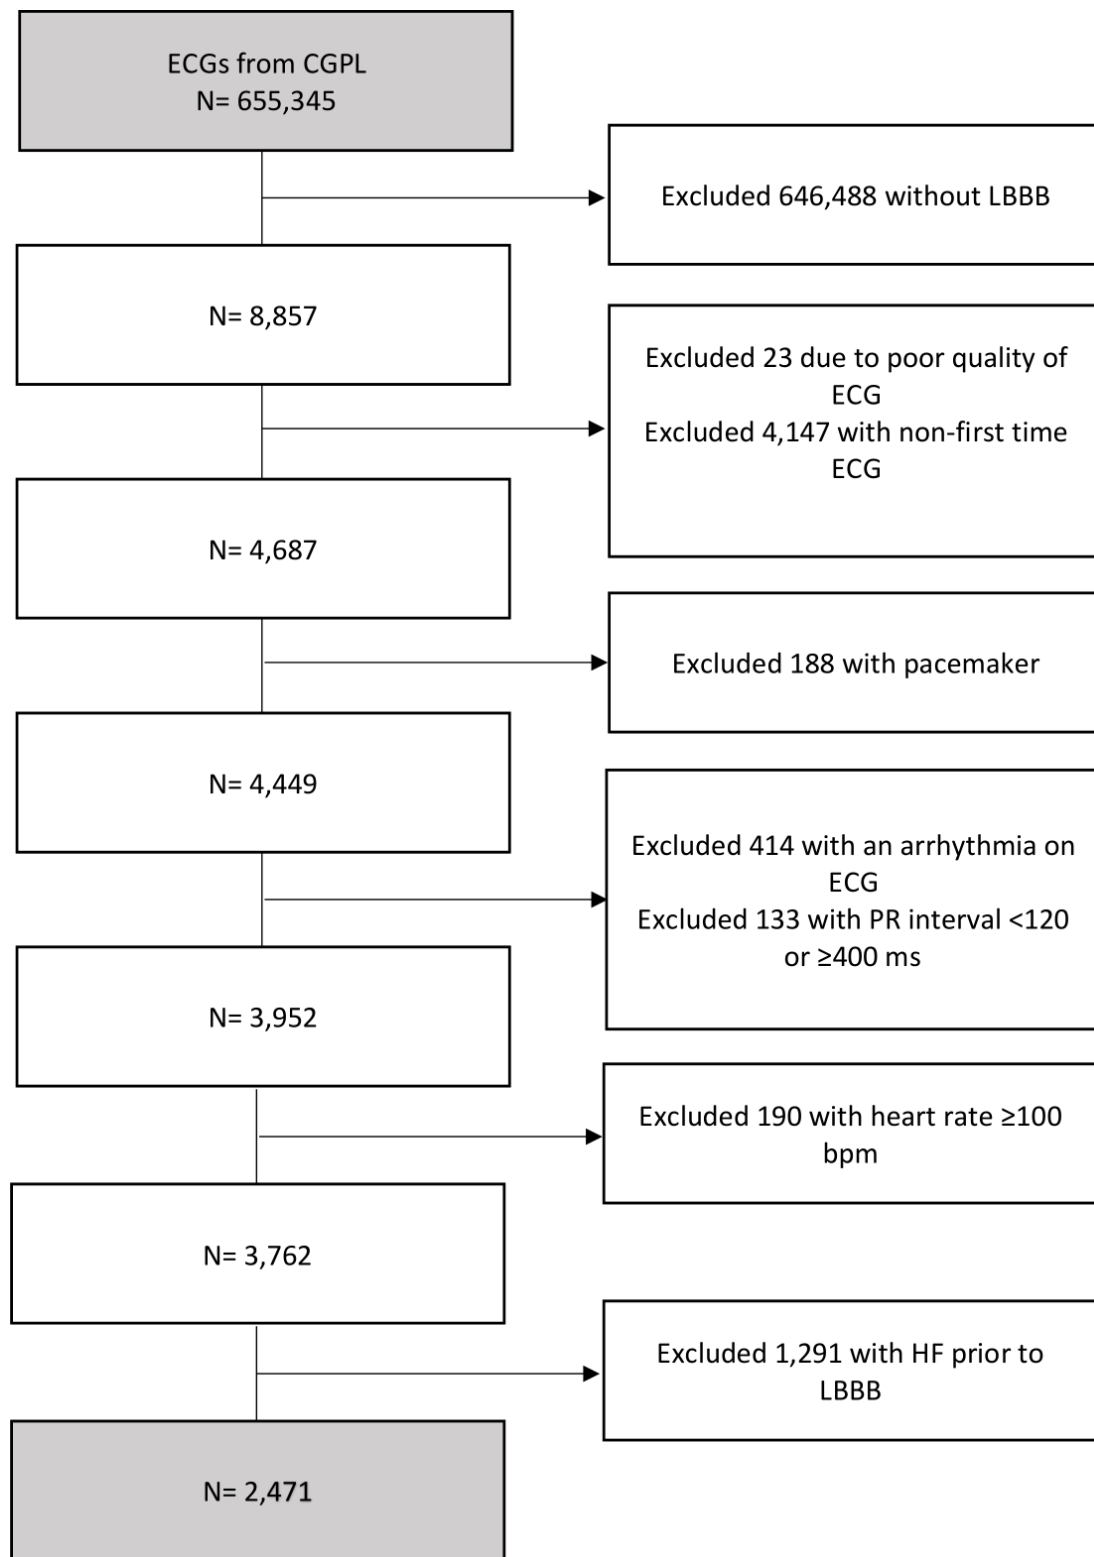 ECGs from CGPL
N= 655,345
Excluded 646,488 without LBBB
N= 8,857
Excluded 23 due to poor quality of
ECG
Excluded 4,147 with non-first time
ECG
N= 4,687
Excluded 188 with pacemaker
N= 4,449
Excluded 414 with an arrhythmia on
ECG
Excluded 133 with PR interval <120
or ≥400 ms
N= 3,952
Excluded 190 with heart rate ≥100
bpm
N= 3,762
Excluded 1,291 with HF prior to
LBBB
N= 2,471